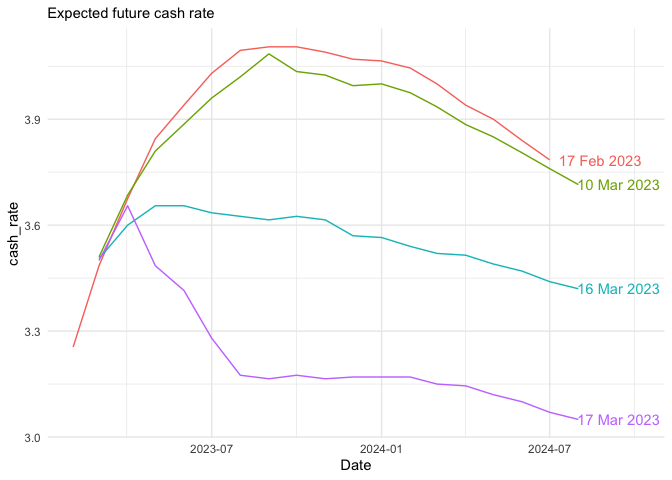 Expected future cash rate
cash_rate
3.9
3.6
3.3
3.0
17 Feb 2023
10 Mar 2023
16 Mar 2023
17 Mar 2023
2023-07
2024-01
2024-07
Date